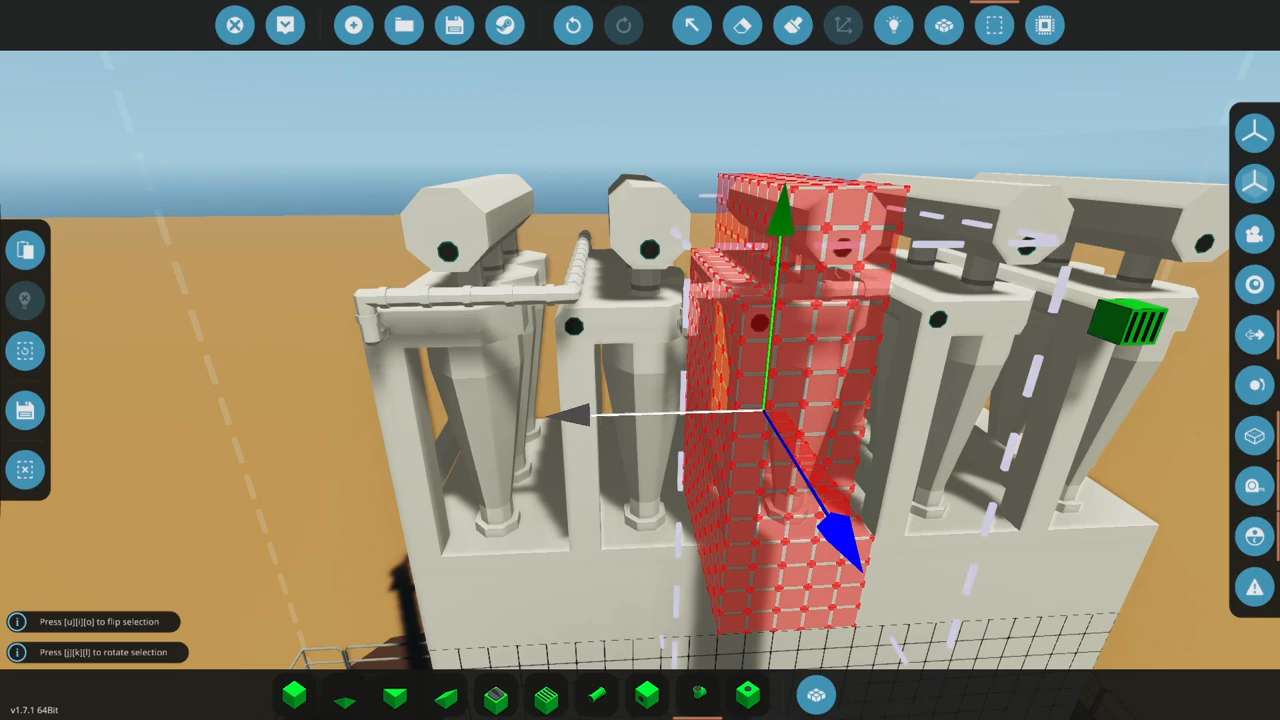 Press [u][i][o] to flip selection
Press [j][k][l] to rotate selection
v1.7.1 64Bit